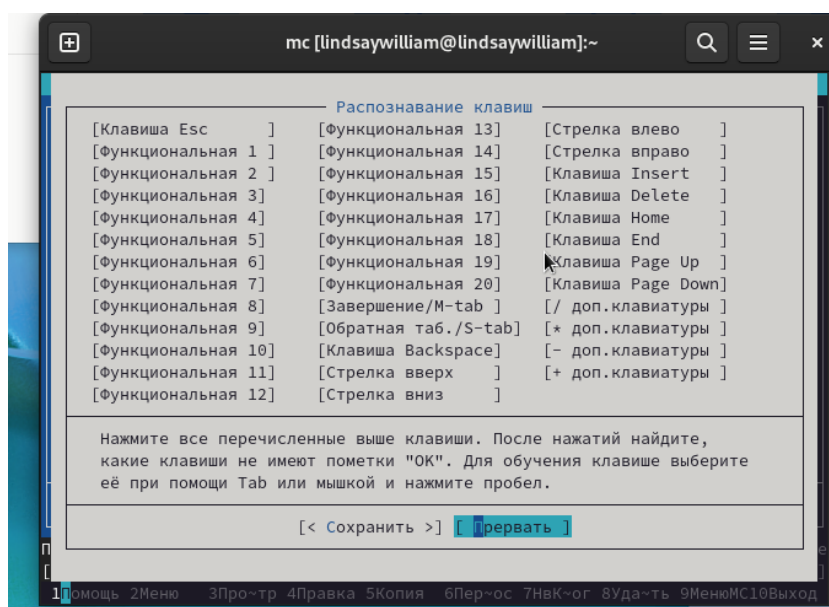 mc [lindsaywilliam@lindsaywilliam]:~
Распознавание клавиш
[Клавиша Esc ] [Функциональная 13] [Стрелка влево ]
[Функциональная 1 ] [Функциональная 14] [Стрелка вправо ]
[Функциональная 2 ] [Функциональная 15] [Клавиша Insert ]
[Функциональная 3] [Функциональная 16] [Клавиша Delete ]
[Функциональная 4] [Функциональная 17] [Клавиша Home ]
[Функциональная 5] [Функциональная 18] [Клавиша End ]
[Функциональная 6] [Функциональная 19] [Клавиша Page Up ]
[Функциональная 7] [Функциональная 20] [Клавиша Page Down]
[Функциональная 8] [Завершение/M-tab ] [/ доп.клавиатуры ]
[Функциональная 9] [Обратная таб./S-tab] [* доп.клавиатуры ]
[Функциональная 10] [Клавиша Backspace] [- доп.клавиатуры ]
[Функциональная 11] [Стрелка вверх ] [+ доп.клавиатуры ]
[Функциональная 12] [Стрелка вниз ]
Нажмите все перечисленные выше клавиши. После нажатий найдите,
какие клавиши не имеют пометки "OK". Для обучения клавише выберите
её при помощи Tab или мышкой и нажмите пробел.
[< Сохранить >] [ Прервать ]
1Помощь 2Меню 3Про~тр 4Правка 5Копия 6Пер~ос 7НвК~ог 8Уда~ть 9МенюMC10Выход